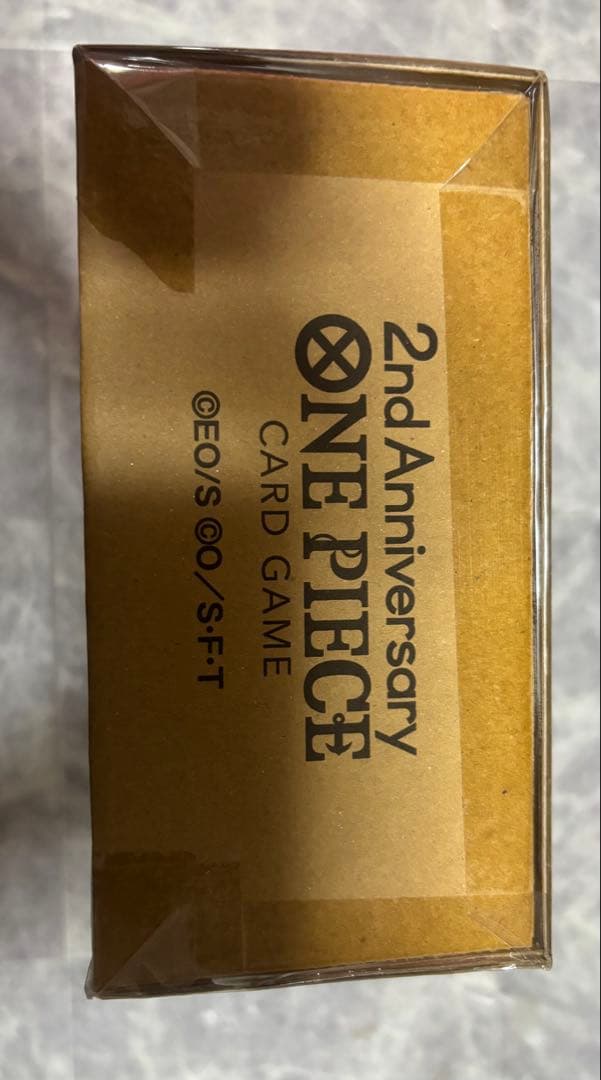 2nd Anniversary
ONE PIECE
CARD GAME
©EO/S ©O/S・F・T